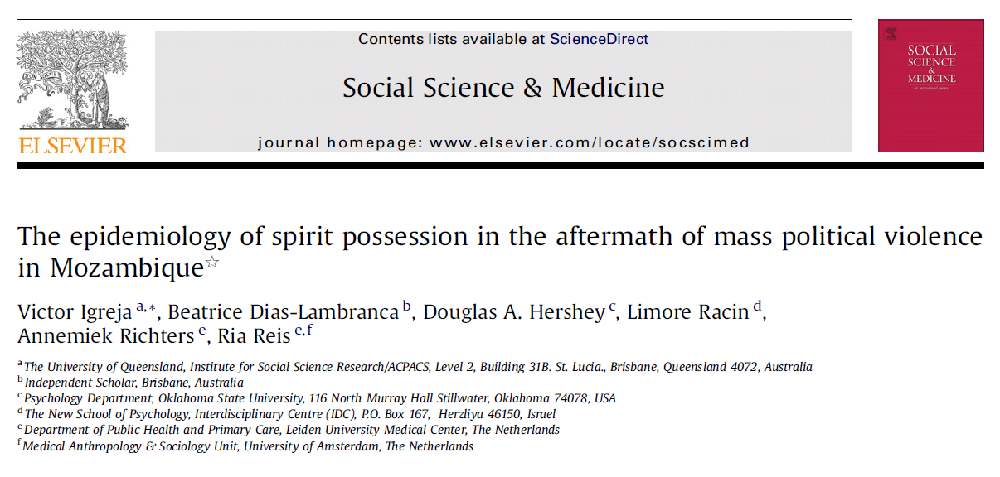 Contents lists available at ScienceDirect
Social Science & Medicine
journal homepage: www.elsevier.com/locate/socscimed
ELSEVIER
SOCIAL
SCIENCE
&
MEDICINE
an international journal
The epidemiology of spirit possession in the aftermath of mass political violence
in Mozambique☆
Victor Igreja a,*, Beatrice Dias-Lambranca b, Douglas A. Hershey c, Limore Racin d,
Annemiek Richters e, Ria Reis e,f
a The University of Queensland, Institute for Social Science Research/ACPACS, Level 2, Building 31B. St. Lucia., Brisbane, Queensland 4072, Australia
b Independent Scholar, Brisbane, Australia
c Psychology Department, Oklahoma State University, 116 North Murray Hall Stillwater, Oklahoma 74078, USA
d The New School of Psychology, Interdisciplinary Centre (IDC), P.O. Box 167, Herzliya 46150, Israel
e Department of Public Health and Primary Care, Leiden University Medical Center, The Netherlands
f Medical Anthropology & Sociology Unit, University of Amsterdam, The Netherlands